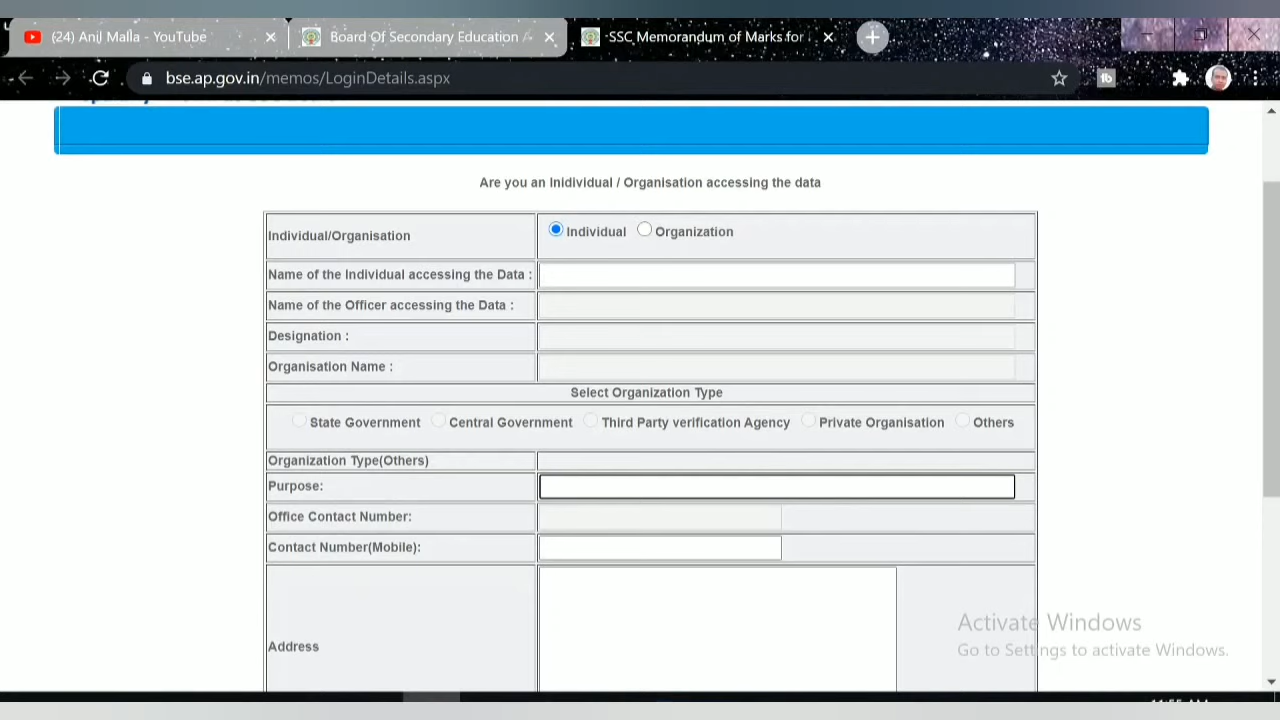 (24) Anil Malla - YouTube
Board Of Secondary Education /
SSC Memorandum of Marks for
bse.ap.gov.in/memos/LoginDetails.aspx
Are you an Inidividual / Organisation accessing the data
Individual/Organisation
Individual Organization
Name of the Individual accessing the Data :
Name of the Officer accessing the Data :
Designation :
Organisation Name :
Select Organization Type
State Government Central Government Third Party verification Agency Private Organisation Others
Organization Type(Others)
Purpose:
Office Contact Number:
Contact Number(Mobile):
Address
Activate Windows
Go to Settings to activate Windows.